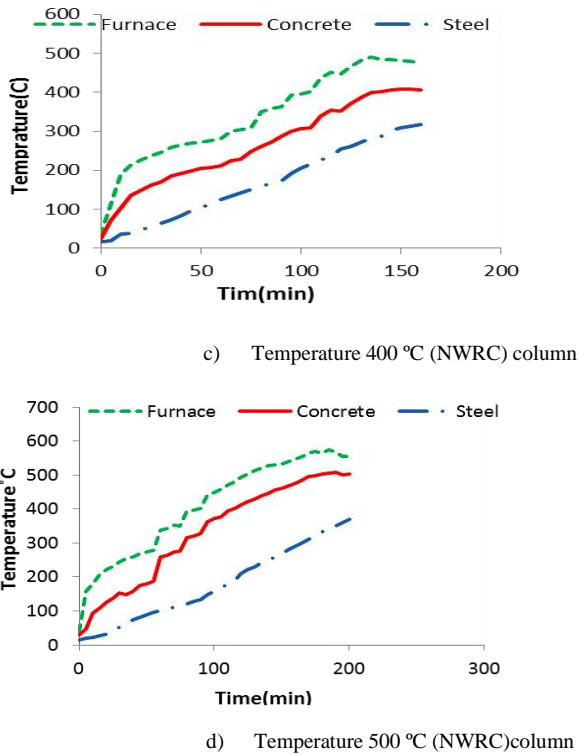 600
Furnace Concrete Steel
500
400
300
200
100
0
Temprature(C)
0 50 100 150 200
Tim(min)
c) Temperature 400 ºC (NWRC) column
700
Furnace Concrete Steel
600
500
400
300
200
100
0
Temperature˚C
0 100 200 300
Time(min)
d) Temperature 500 ºC (NWRC)column